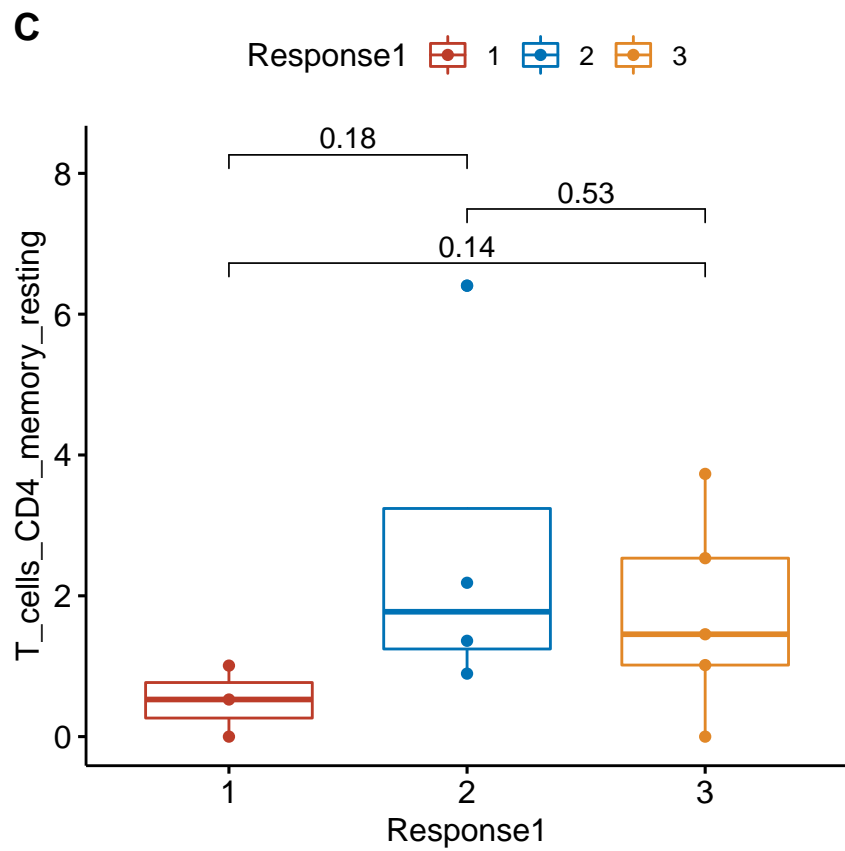 C
Response1 1 2 3
0.18
0.53
0.14
8
6
4
2
0
T_cells_CD4_memory_resting
1 2 3
Response1